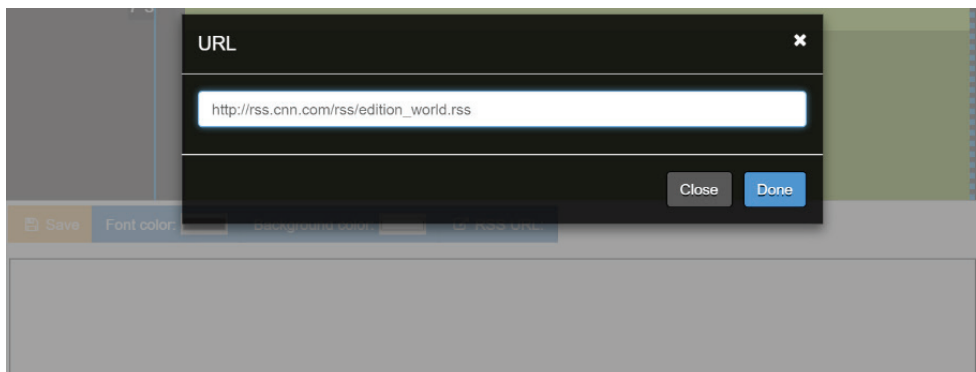 URL
http://rss.cnn.com/rss/edition_world.rss
Close Done
Save Font color: Background color: RSS URL